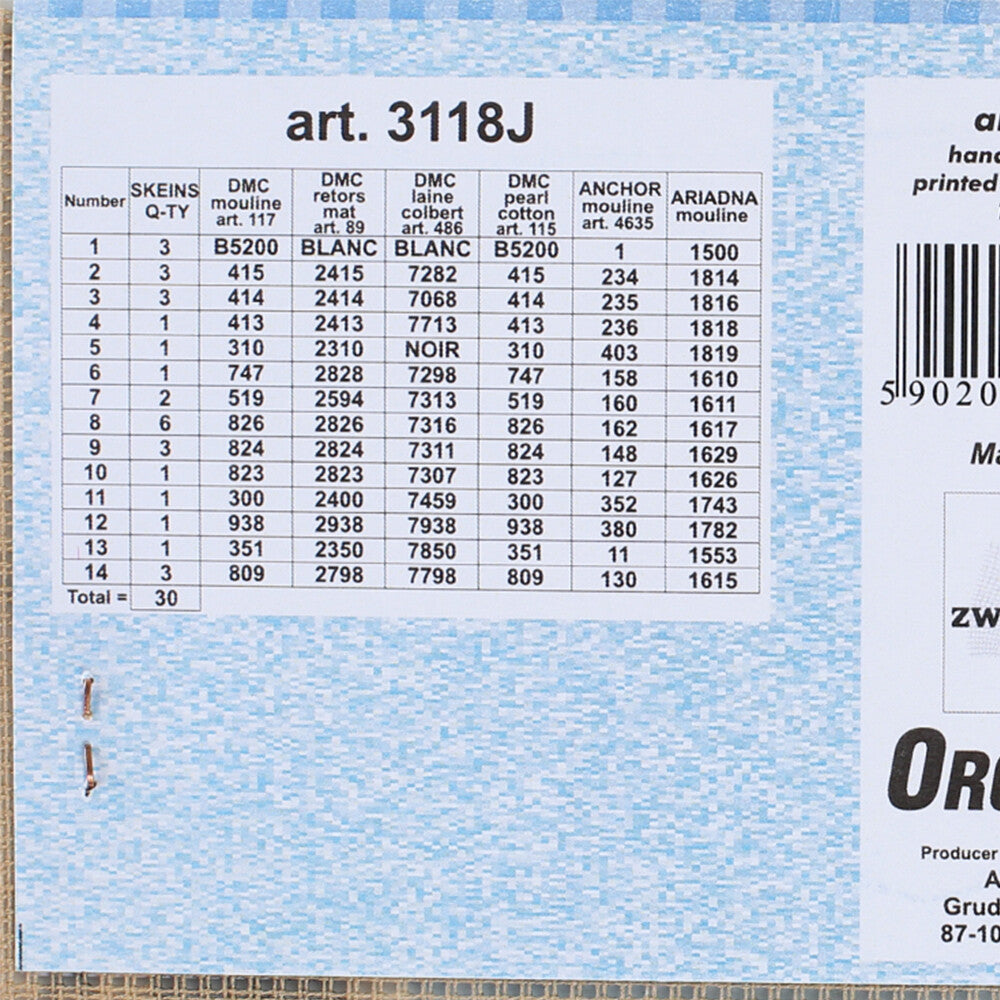 art. 3118J
Number SKEINS Q-TY DMC mouline art. 117 DMC retors mat art. 89 DMC laine colbert art. 486 DMC pearl cotton art. 115 ANCHOR mouline art. 4635 ARIADNA mouline
1 3 B5200 BLANC BLANC B5200 1 1500
2 3 415 2415 7282 415 234 1814
3 3 414 2414 7068 414 235 1816
4 1 413 2413 7713 413 236 1818
5 1 310 2310 NOIR 310 403 1819
6 1 747 2828 7298 747 158 1610
7 2 519 2594 7313 519 160 1611
8 6 826 2826 7316 826 162 1617
9 3 824 2824 7311 824 148 1629
10 1 823 2823 7307 823 127 1626
11 1 300 2400 7459 300 352 1743
12 1 938 2938 7938 938 380 1782
13 1 351 2350 7850 351 11 1553
14 3 809 2798 7798 809 130 1615
Total = 30
printed
5 9020
Producer
87-10